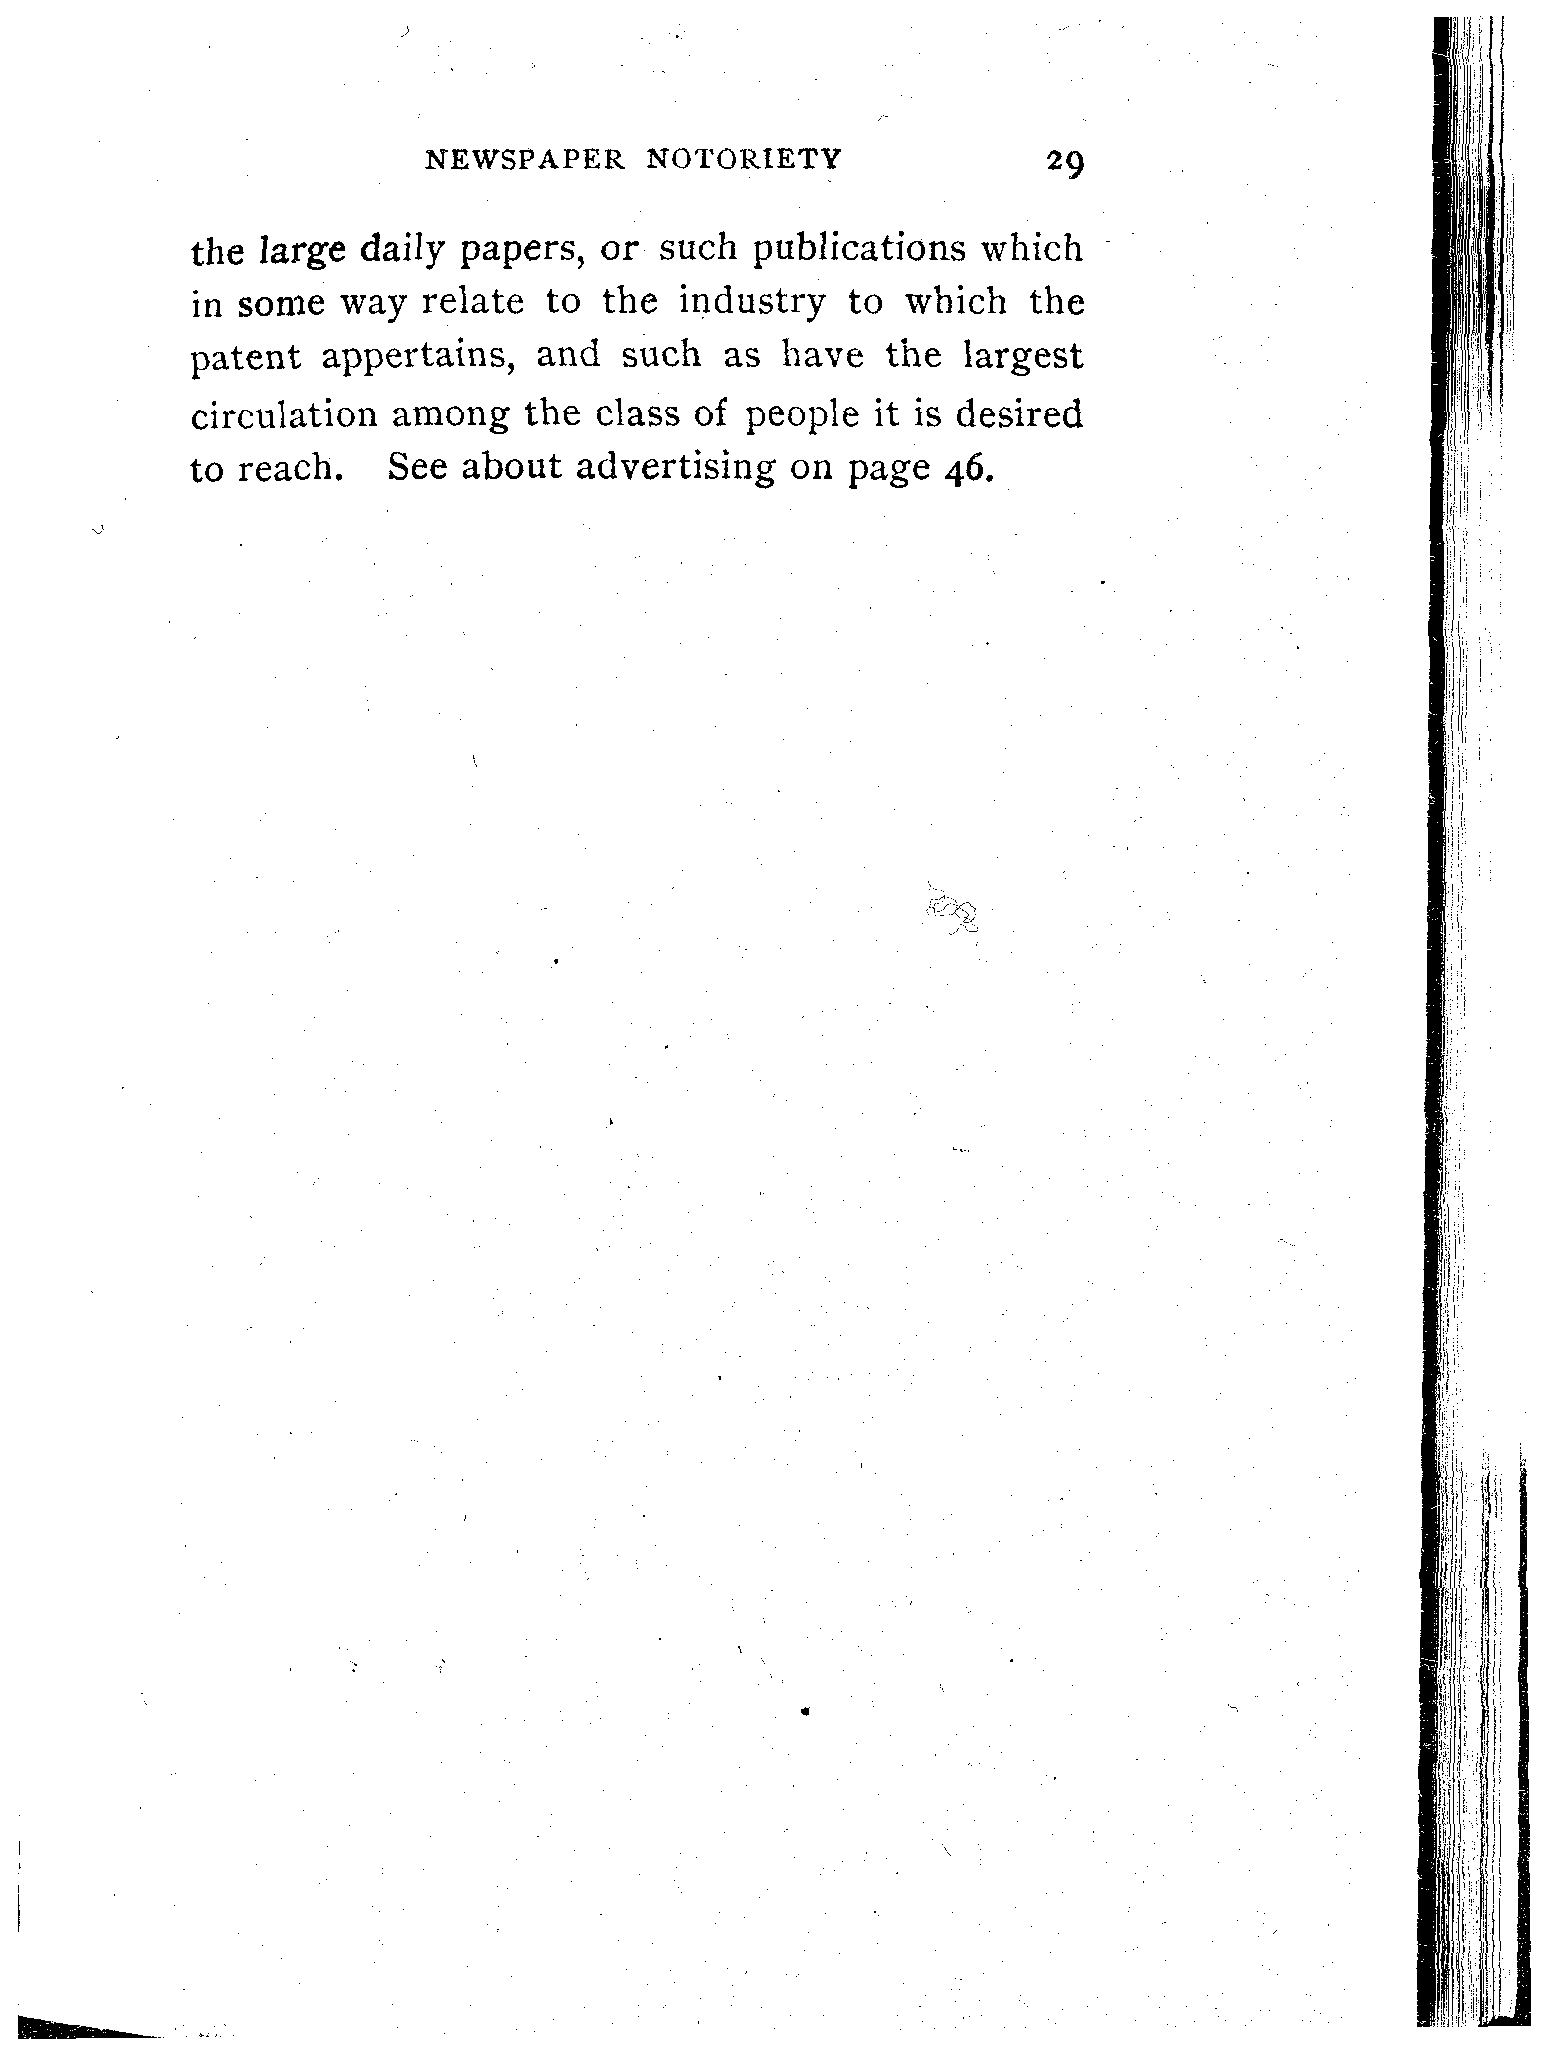 NEWSPAPER NOTORIETY 29
the large daily papers, or such publications which
in some way relate to the industry to which the
patent appertains, and such as have the largest
circulation among the class of people it is desired
to reach. See about advertising on page 46.